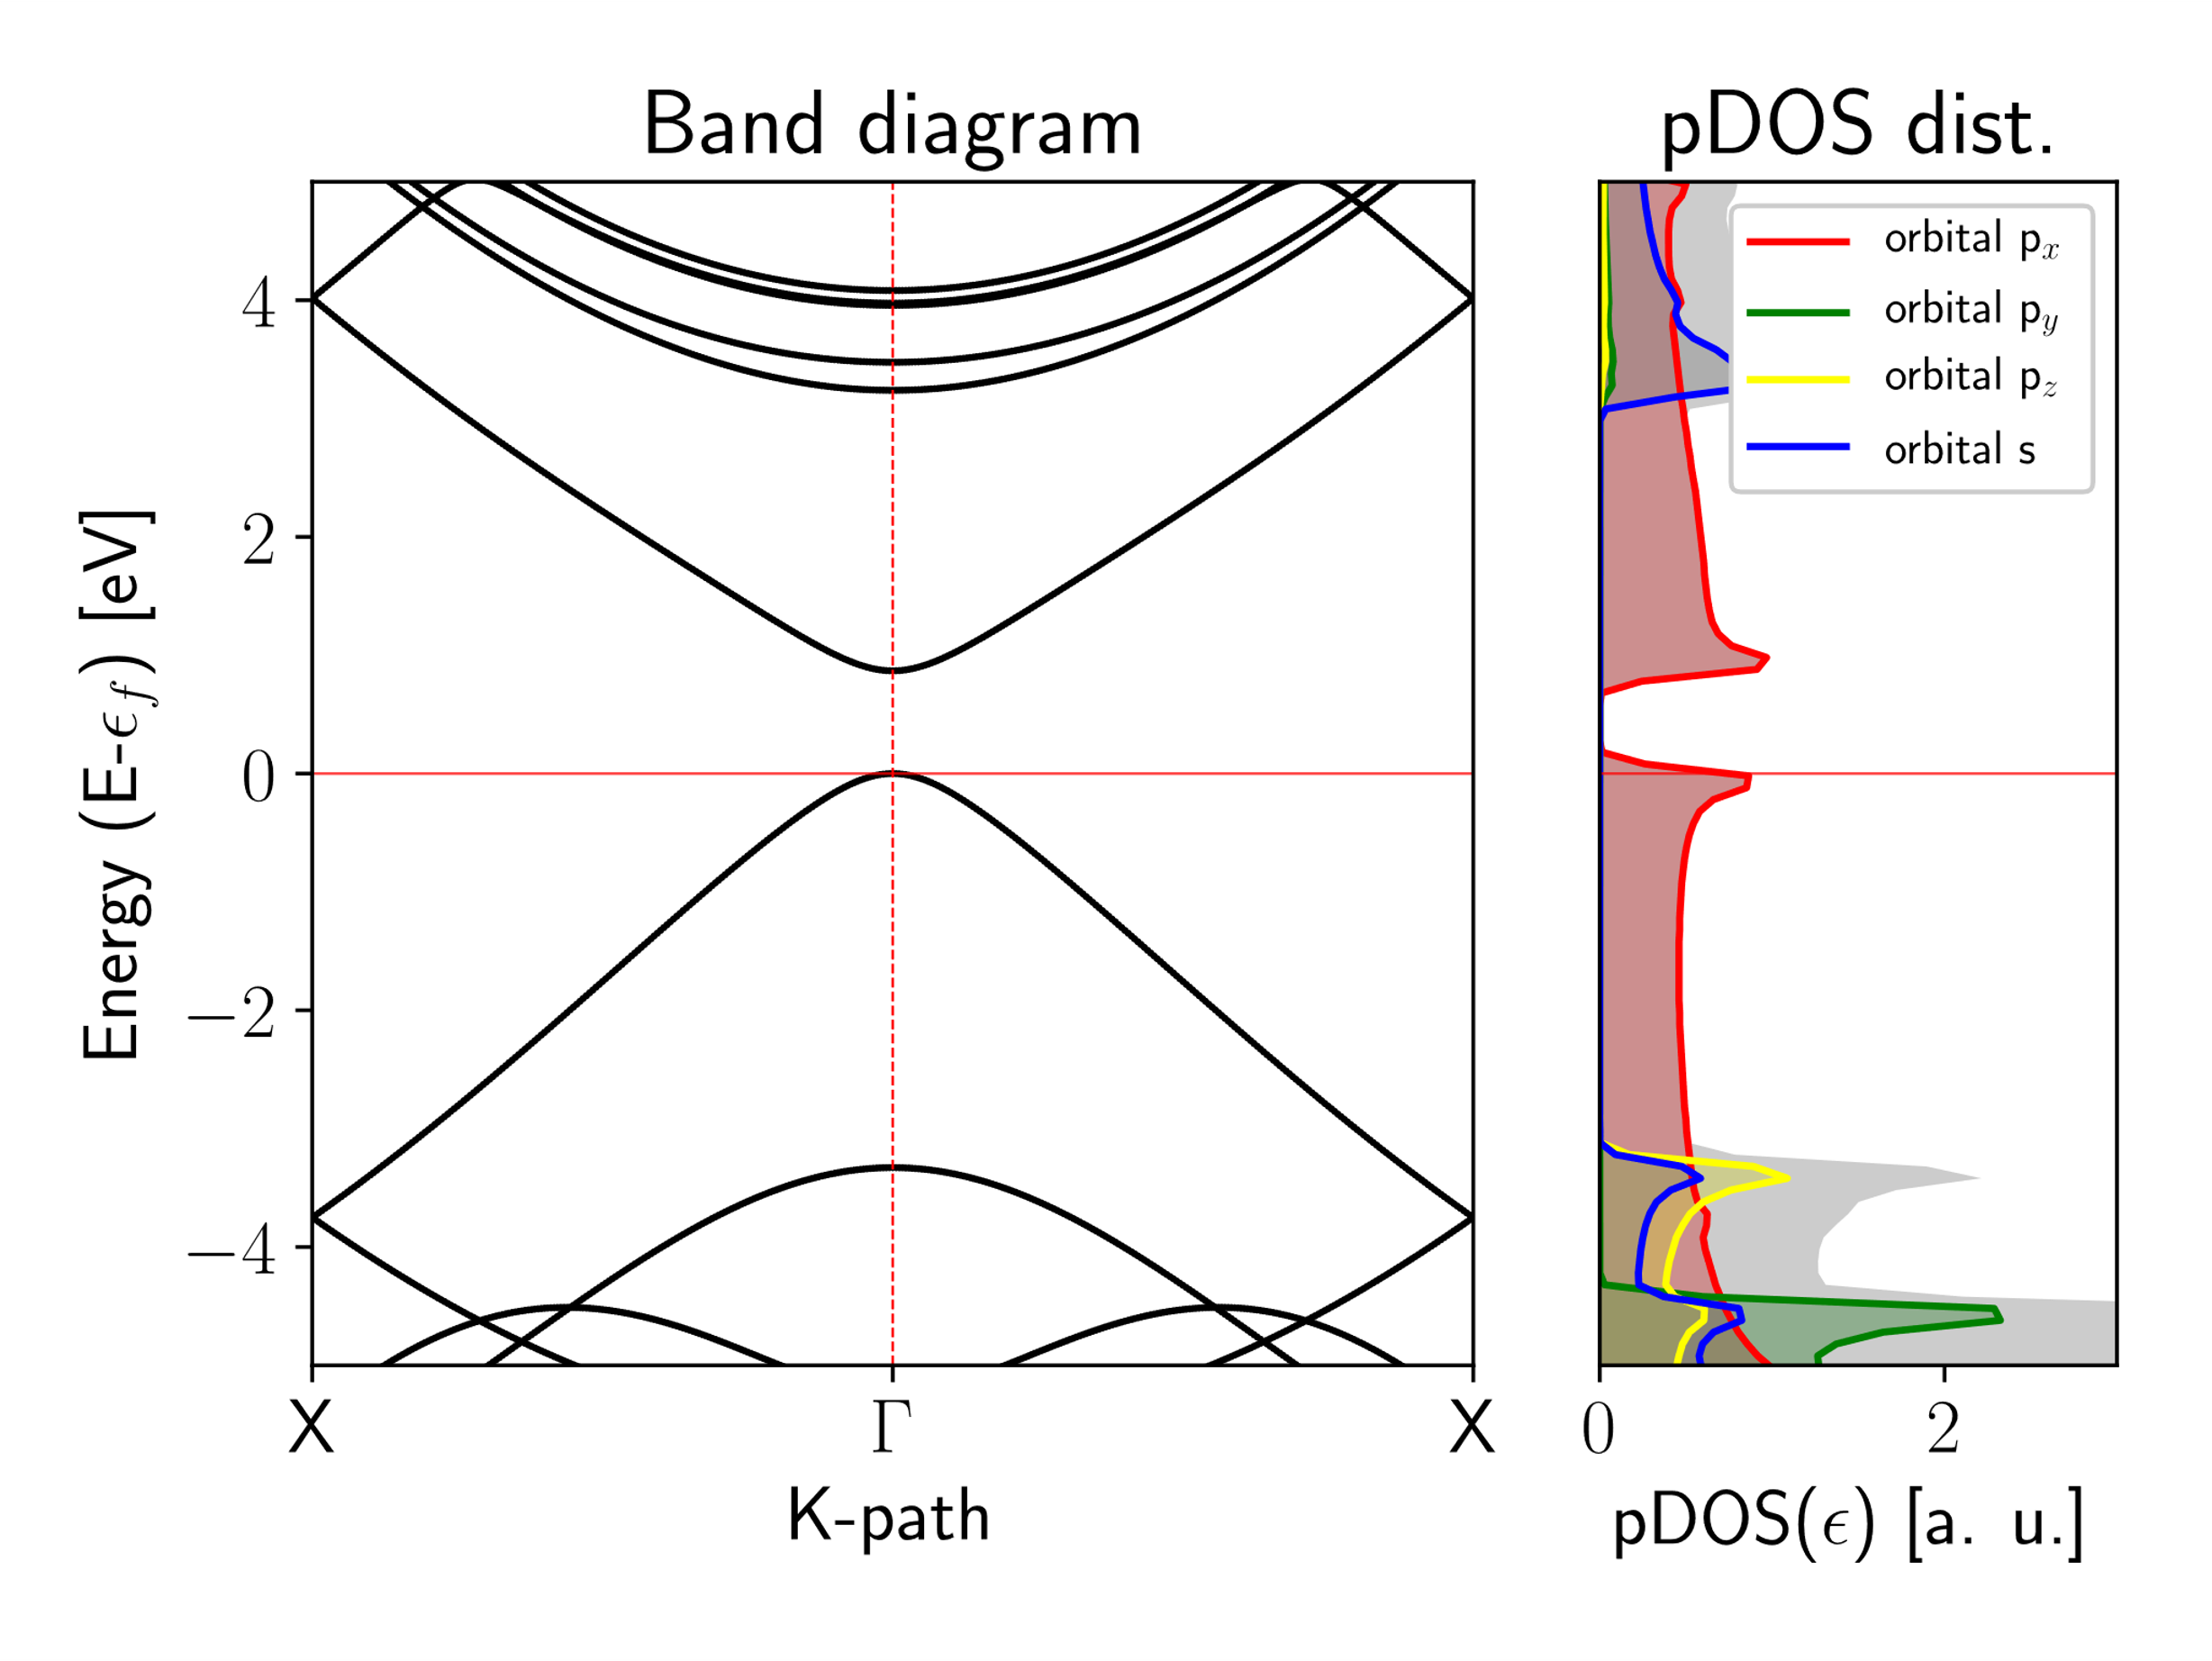 Band diagram
pDOS dist.
Energy (E-ϵ_f) [eV]
4
2
0
−2
−4
X
Γ
X
K-path
orbital p_x
orbital p_y
orbital p_z
orbital s
0
2
pDOS(ϵ) [a. u.]